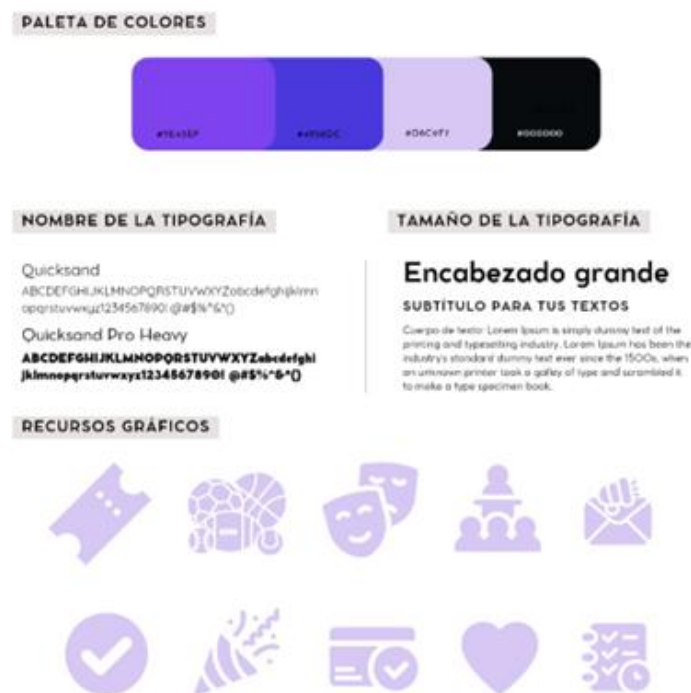 PALETA DE COLORES
#000000
NOMBRE DE LA TIPOGRAFÍA
TAMAÑO DE LA TIPOGRAFÍA
Quicksand
ABCDEFGHIJKLMNOPQRSTUVWXYZabcdefghijklmn
opqrstuvwxyz1234567890! @#$%^&*()
Quicksand Pro Heavy
ABCDEFGHIJKLMNOPQRSTUVWXYZabcdefghi
jklmnopqrstuvwxyz1234567890! @#$%^&*()
Encabezado grande
SUBTÍTULO PARA TUS TEXTOS
Cuerpo de texto: Lorem Ipsum is simply dummy text of the
printing and typesetting industry. Lorem Ipsum has been the
industry's standard dummy text ever since the 1500s, when
an unknown printer took a galley of type and scrambled it
to make a type specimen book.
RECURSOS GRÁFICOS